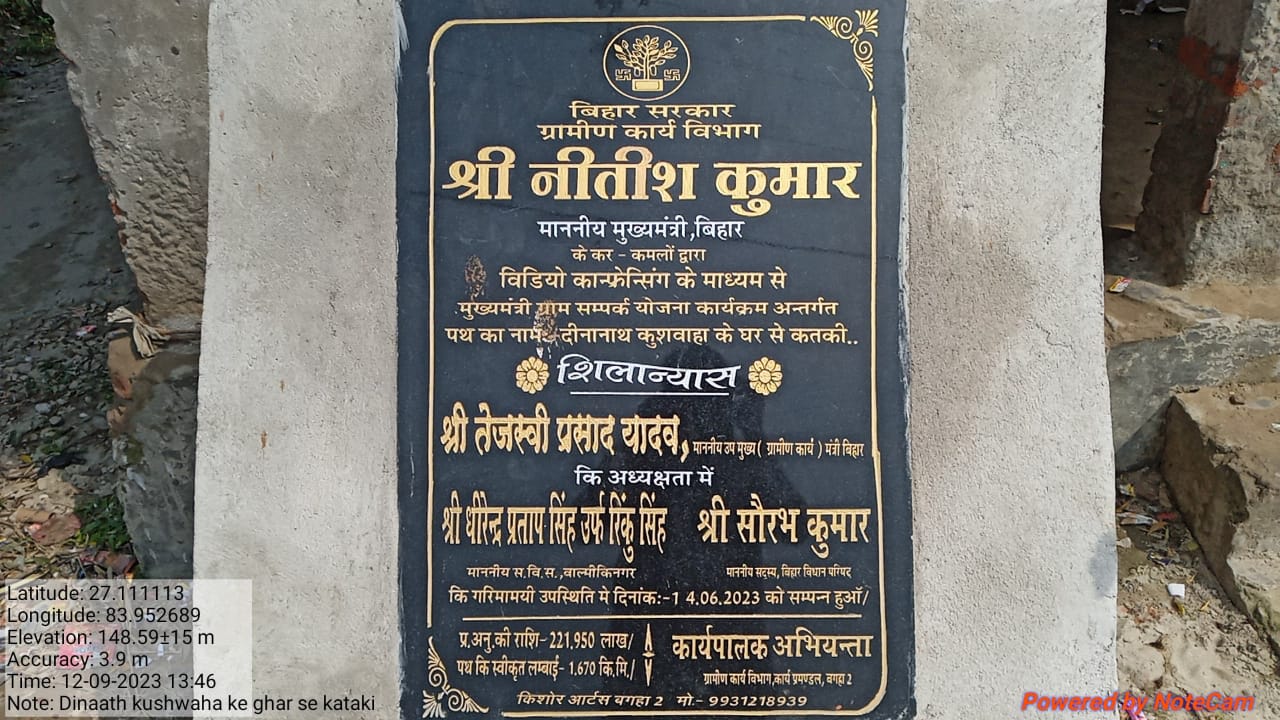 बिहार सरकार
ग्रामीण कार्य विभाग
श्री नीतीश कुमार
माननीय मुख्यमंत्री,बिहार
के कर - कमलों द्वारा
विडियो कान्फ्रेन्सिंग के माध्यम से
मुख्यमंत्री ग्राम सम्पर्क योजना कार्यक्रम अन्तर्गत
पथ का नाम:- दीनानाथ कुशवाहा के घर से कतकी..
शिलान्यास
श्री तेजस्वी प्रसाद यादव, माननीय उप मुख्य ( ग्रामीण कार्य ) मंत्री बिहार
कि अध्यक्षता में
श्री धीरेन्द्र प्रताप सिंह उर्फ रिंकु सिंह श्री सौरभ कुमार
माननीय स.वि.स.,वाल्मीकिनगर माननीय सदस्य, बिहार विधान परिषद
कि गरिमामयी उपस्थिति मे दिनांक:-1 4.06.2023 को सम्पन्न हुऑ/
प्र.अनु.की राशि- 221.950 लाख/ कार्यपालक अभियन्ता
पथ कि स्वीकृत लम्बाई- 1.670 कि.मि./ ग्रामीण कार्य विभाग,कार्य प्रमण्डल, वगहा 2
किशोर आर्टस वगहा 2 मो:- 9931218939
Latitude: 27.111113
Longitude: 83.952689
Elevation: 148.59±15 m
Accuracy: 3.9 m
Time: 12-09-2023 13:46
Note: Dinaath kushwaha ke ghar se kataki
Powered by NoteCam